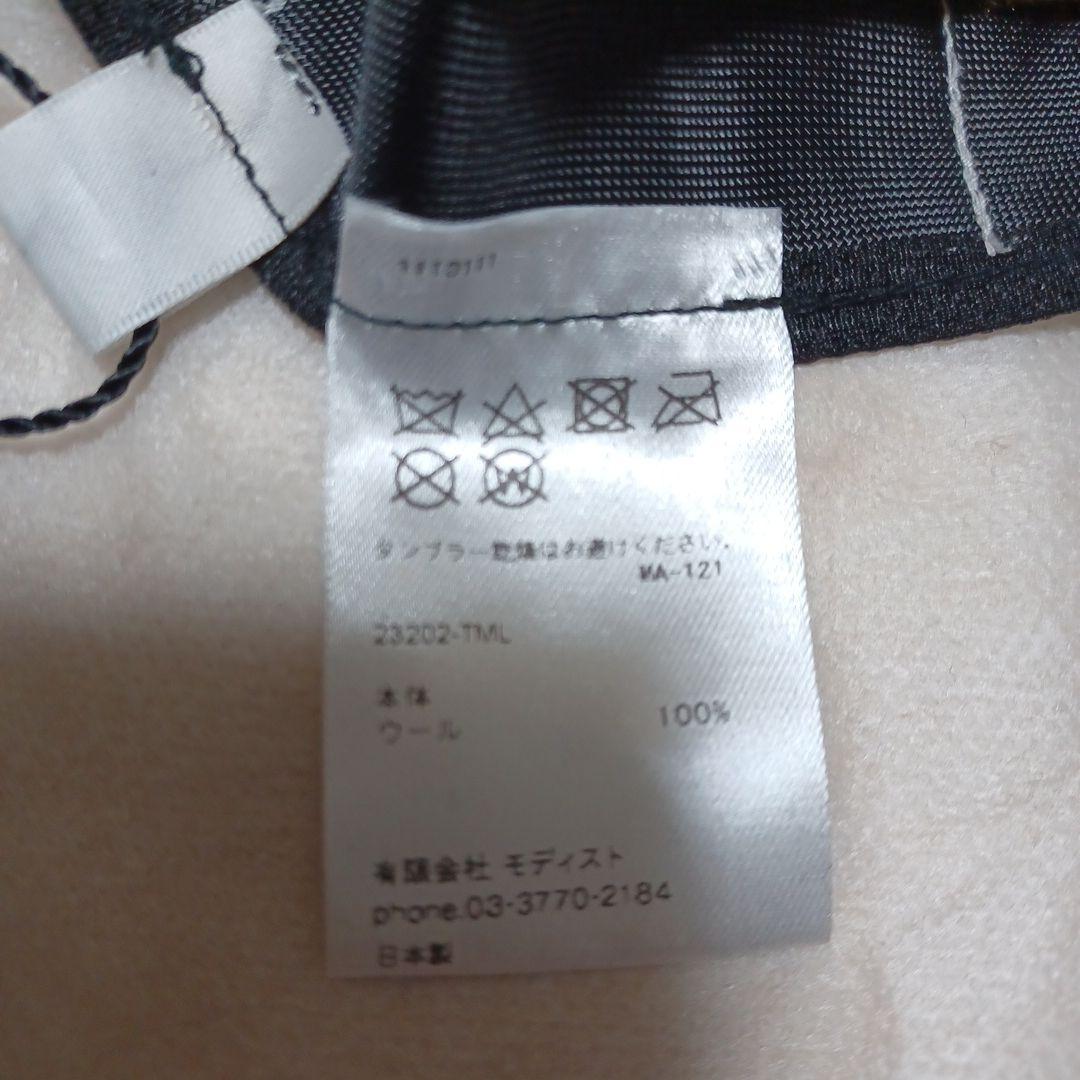 タンブラー乾燥はお避けください。
MA-121
23202-TML
本体
ウール 100%
有限会社 モディスト
phone.03-3770-2184
日本製